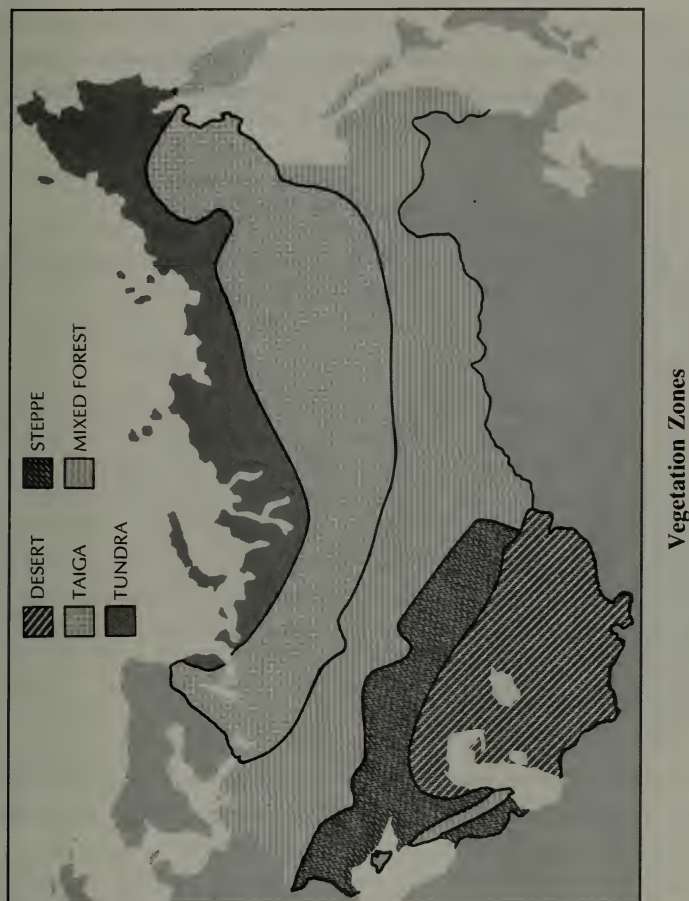 DESERT
TAIGA
TUNDRA
STEPPE
MIXED FOREST
Vegetation Zones